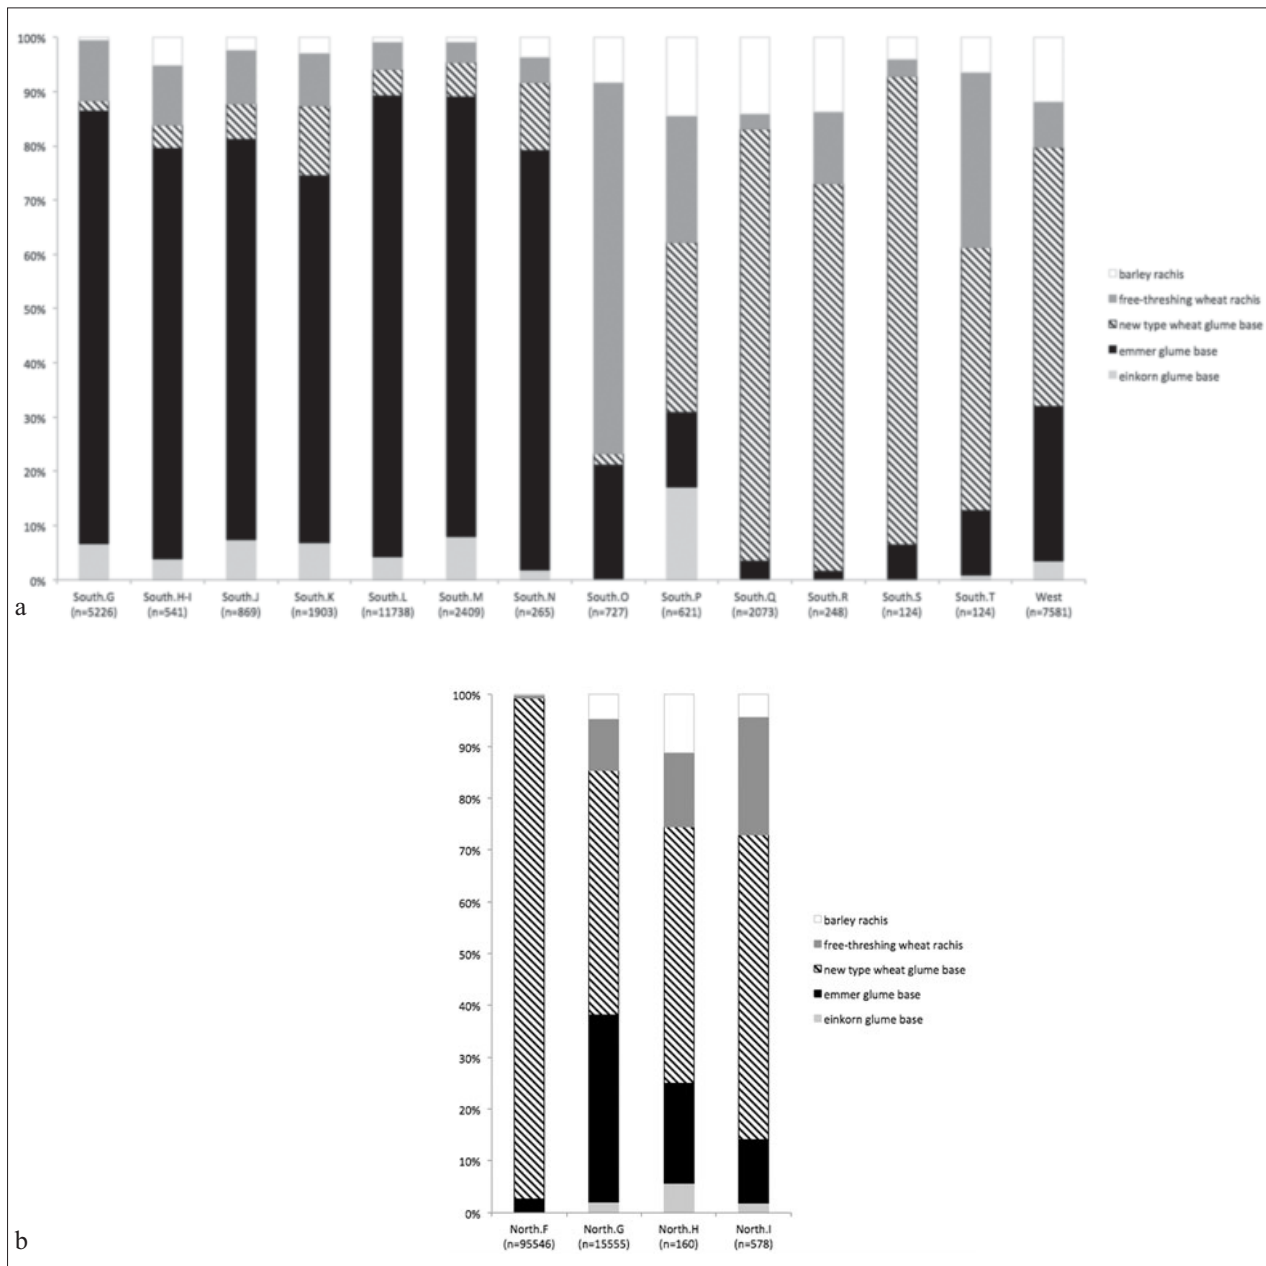 100%
90%
80%
70%
60%
50%
40%
30%
20%
10%
0%
South.G
(n=5226)
South.H-I
(n=541)
South.J
(n=869)
South.K
(n=1903)
South.L
(n=11738)
South.M
(n=2409)
South.N
(n=265)
South.O
(n=727)
South.P
(n=621)
South.Q
(n=2073)
South.R
(n=248)
South.S
(n=124)
South.T
(n=124)
West
(n=7581)
barley rachis
free-threshing wheat rachis
new type wheat glume base
emmer glume base
einkorn glume base
a
100%
90%
80%
70%
60%
50%
40%
30%
20%
10%
0%
North.F
(n=95546)
North.G
(n=15555)
North.H
(n=160)
North.I
(n=578)
barley rachis
free-threshing wheat rachis
new type wheat glume base
emmer glume base
einkorn glume base
b